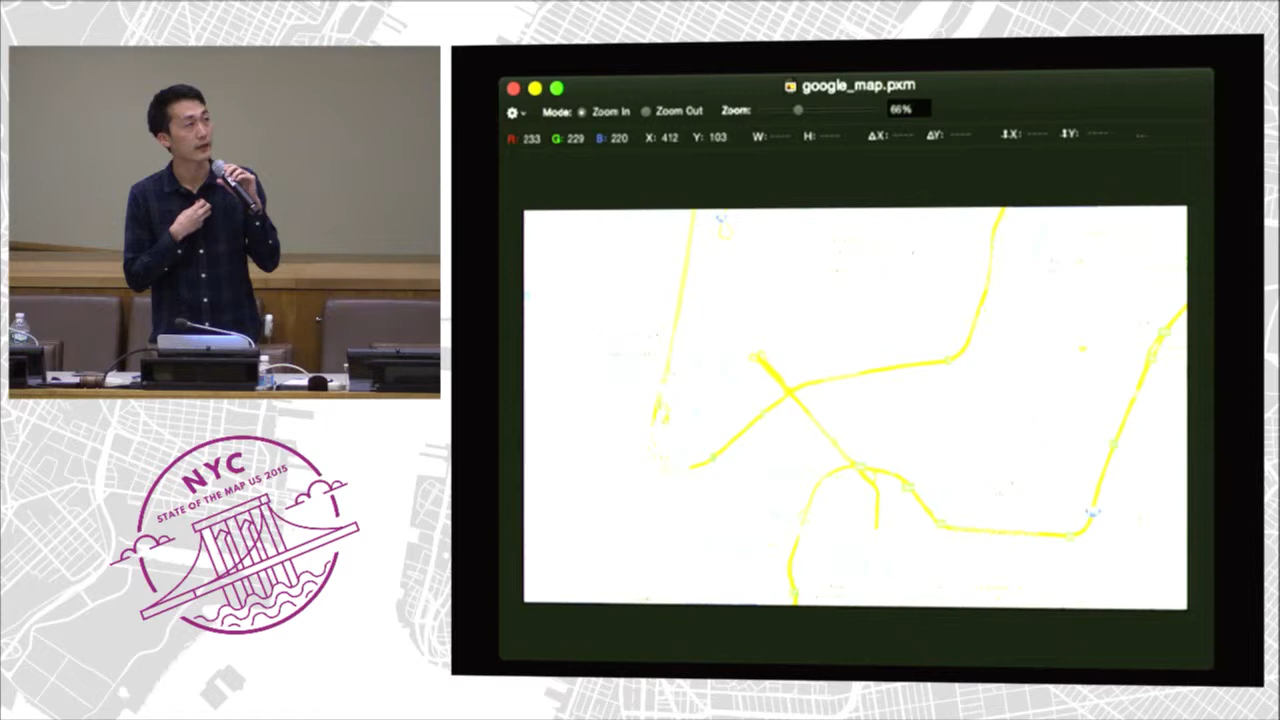 google_map.pxm
Mode: Zoom In Zoom Out Zoom: 66%
R: 233 G: 229 B: 220 X: 412 Y: 103 W: H: ΔX: ΔY: ‡X: ‡Y:
NYC
STATE OF THE MAP US 2015